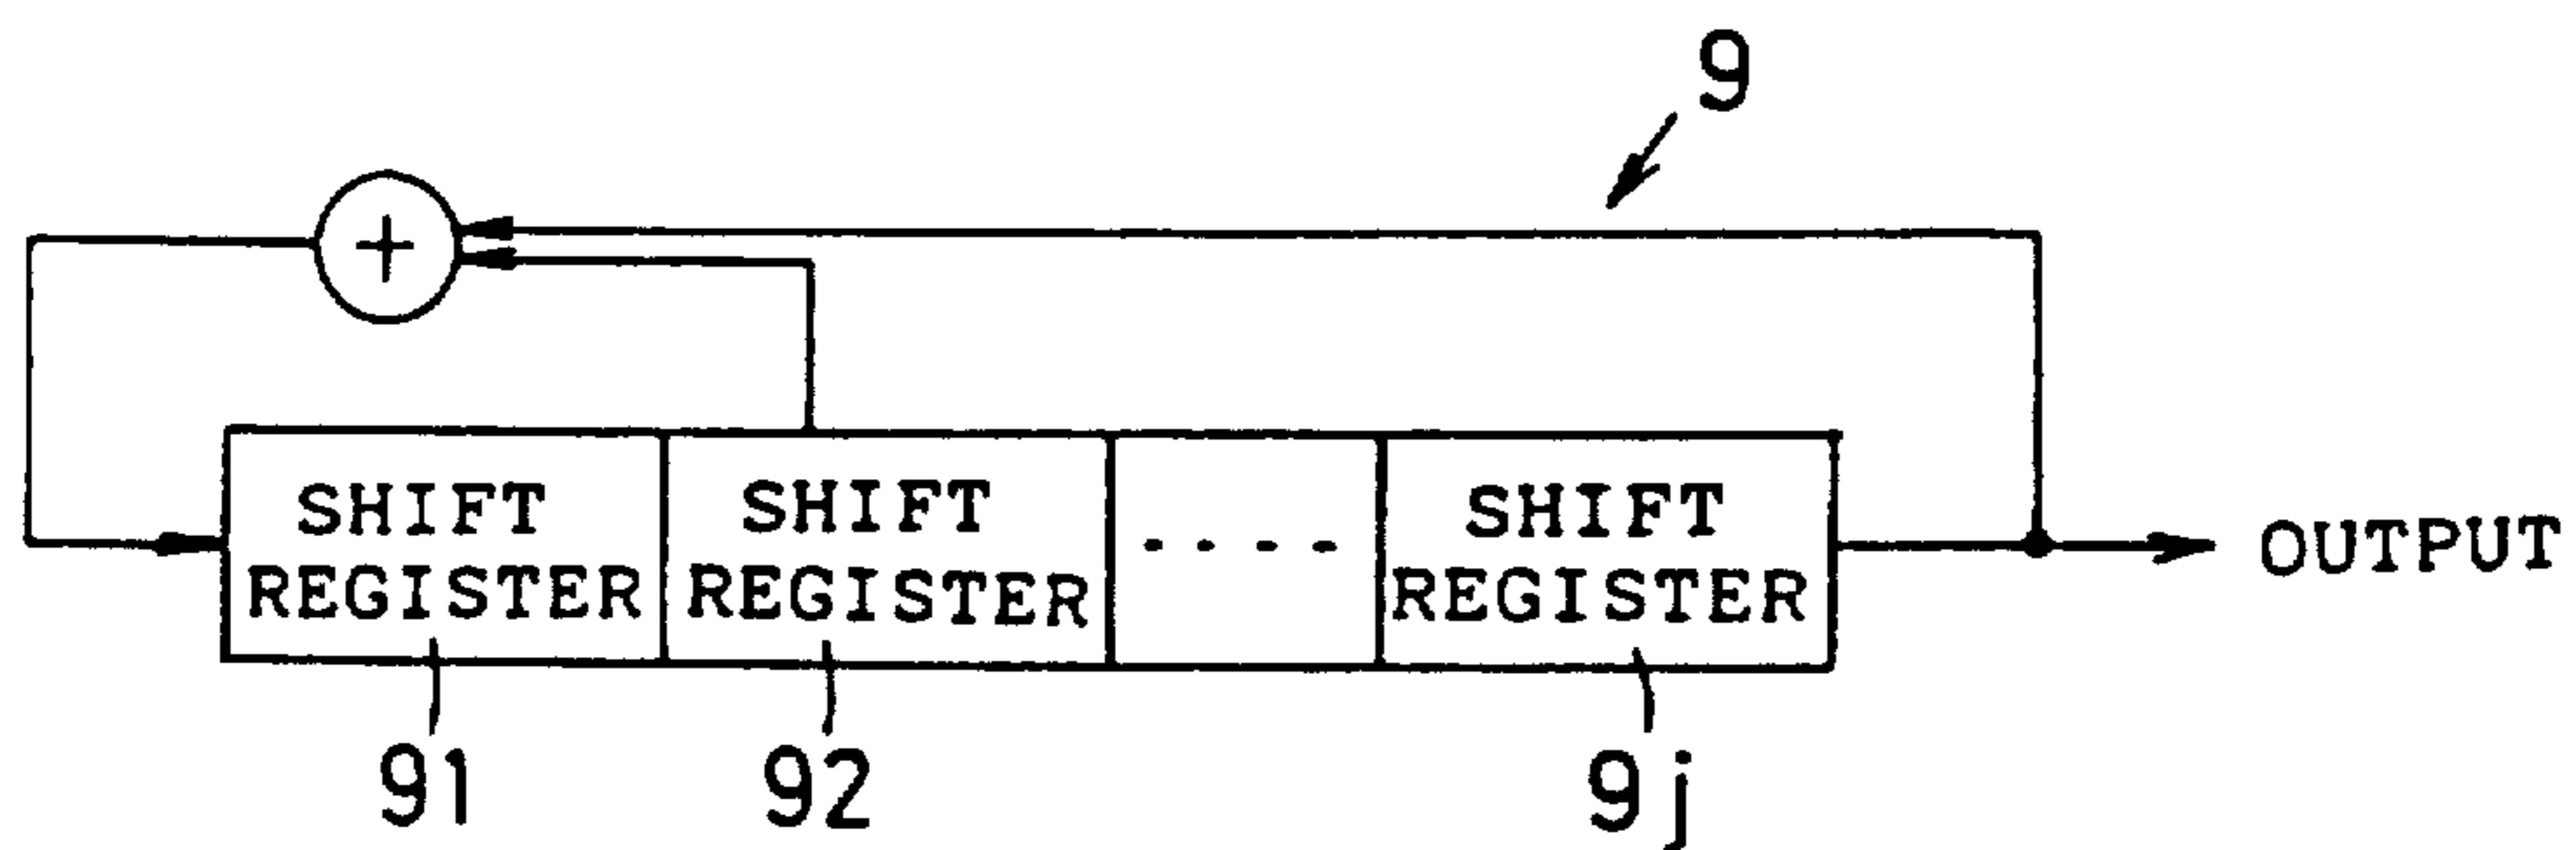 9
+
SHIFT
REGISTER
SHIFT
REGISTER
....
SHIFT
REGISTER
OUTPUT
91
92
9j